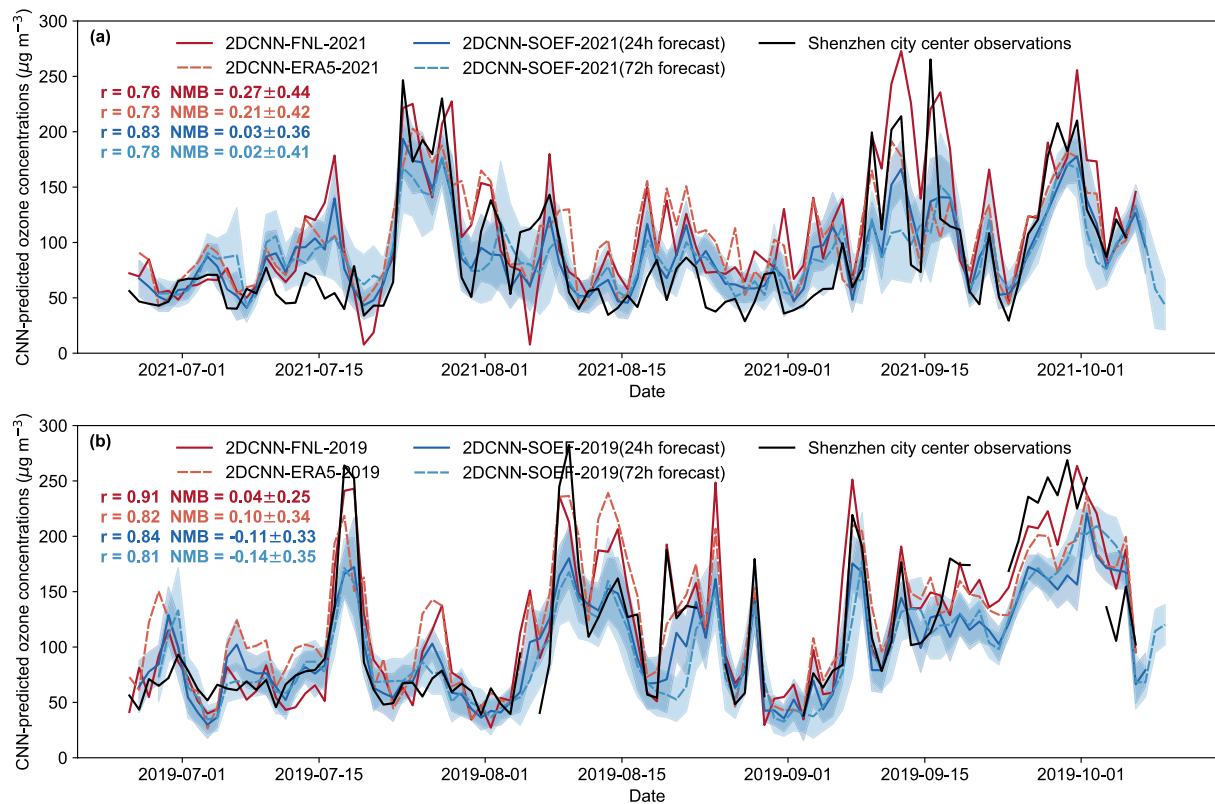 (a)
2DCNN-FNL-2021
2DCNN-SOEF-2021(24h forecast)
Shenzhen city center observations
2DCNN-ERA5-2021
2DCNN-SOEF-2021(72h forecast)
r = 0.76 NMB = 0.27±0.44
r = 0.73 NMB = 0.21±0.42
r = 0.83 NMB = 0.03±0.36
r = 0.78 NMB = 0.02±0.41
CNN-predicted ozone concentrations (μg m⁻³)
300
250
200
150
100
50
0
2021-07-01 2021-07-15 2021-08-01 2021-08-15 2021-09-01 2021-09-15 2021-10-01
Date
(b)
2DCNN-FNL-2019
2DCNN-SOEF-2019(24h forecast)
Shenzhen city center observations
2DCNN-ERA5-2019
2DCNN-SOEF-2019(72h forecast)
r = 0.91 NMB = 0.04±0.25
r = 0.82 NMB = 0.10±0.34
r = 0.84 NMB = -0.11±0.33
r = 0.81 NMB = -0.14±0.35
CNN-predicted ozone concentrations (μg m⁻³)
300
250
200
150
100
50
0
2019-07-01 2019-07-15 2019-08-01 2019-08-15 2019-09-01 2019-09-15 2019-10-01
Date